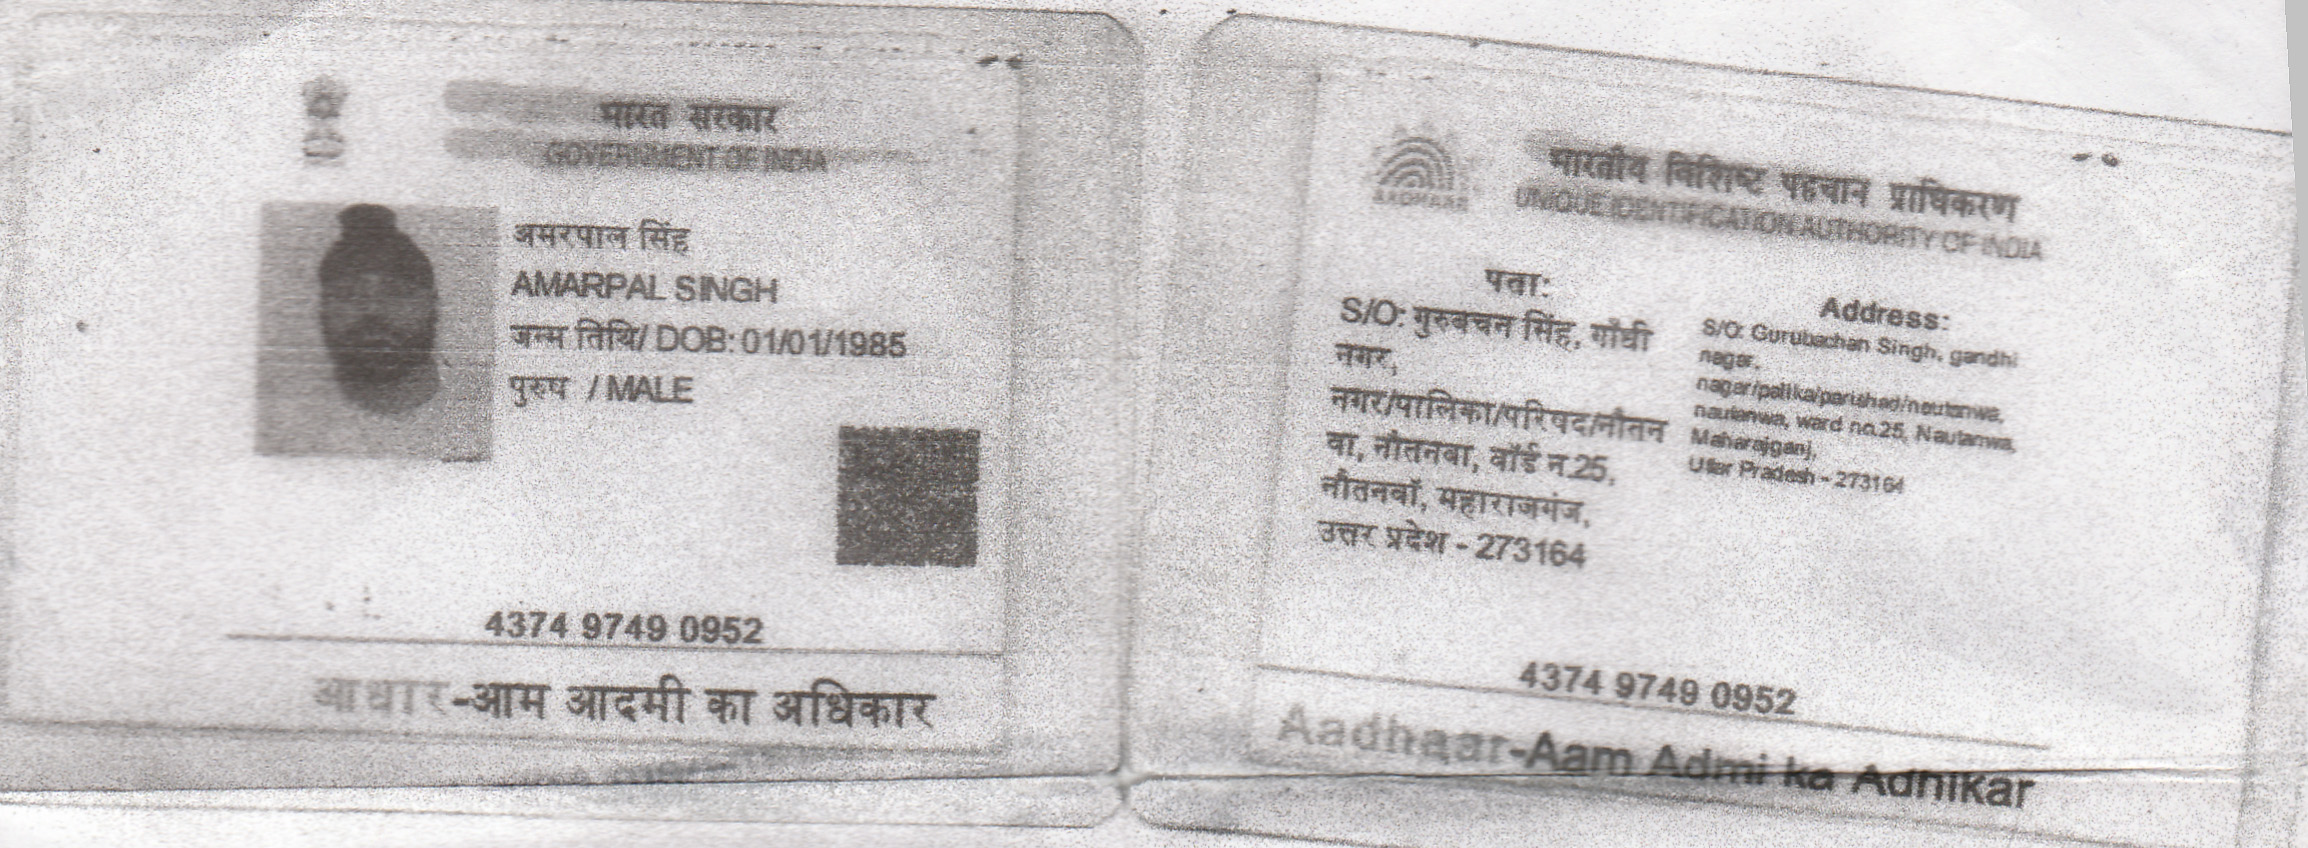 भारत सरकार
GOVERNMENT OF INDIA
अमरपाल सिंह
AMARPAL SINGH
जन्म तिथि/ DOB: 01/01/1985
पुरुष / MALE
4374 9749 0952
आधार-आम आदमी का अधिकार
भारतीय विशिष्ट पहचान प्राधिकरण
UNIQUE IDENTIFICATION AUTHORITY OF INDIA
AADHAAR
पता:
S/O: गुरुबचन सिंह, गाँधी
नगर,
नगर/पालिका/परिषद/नौतन
वा, नौतनवा, वॉर्ड न.25,
नौतनवॉ, महाराजगंज,
उत्तर प्रदेश - 273164
Address:
S/O: Gurubachan Singh, gandhi
nagar,
nagar/palika/parishad/nautanwa,
nautanwa, ward no.25, Nautanwa,
Maharajganj,
Uttar Pradesh - 273164
4374 9749 0952
Aadhaar-Aam Admi ka Adhikar